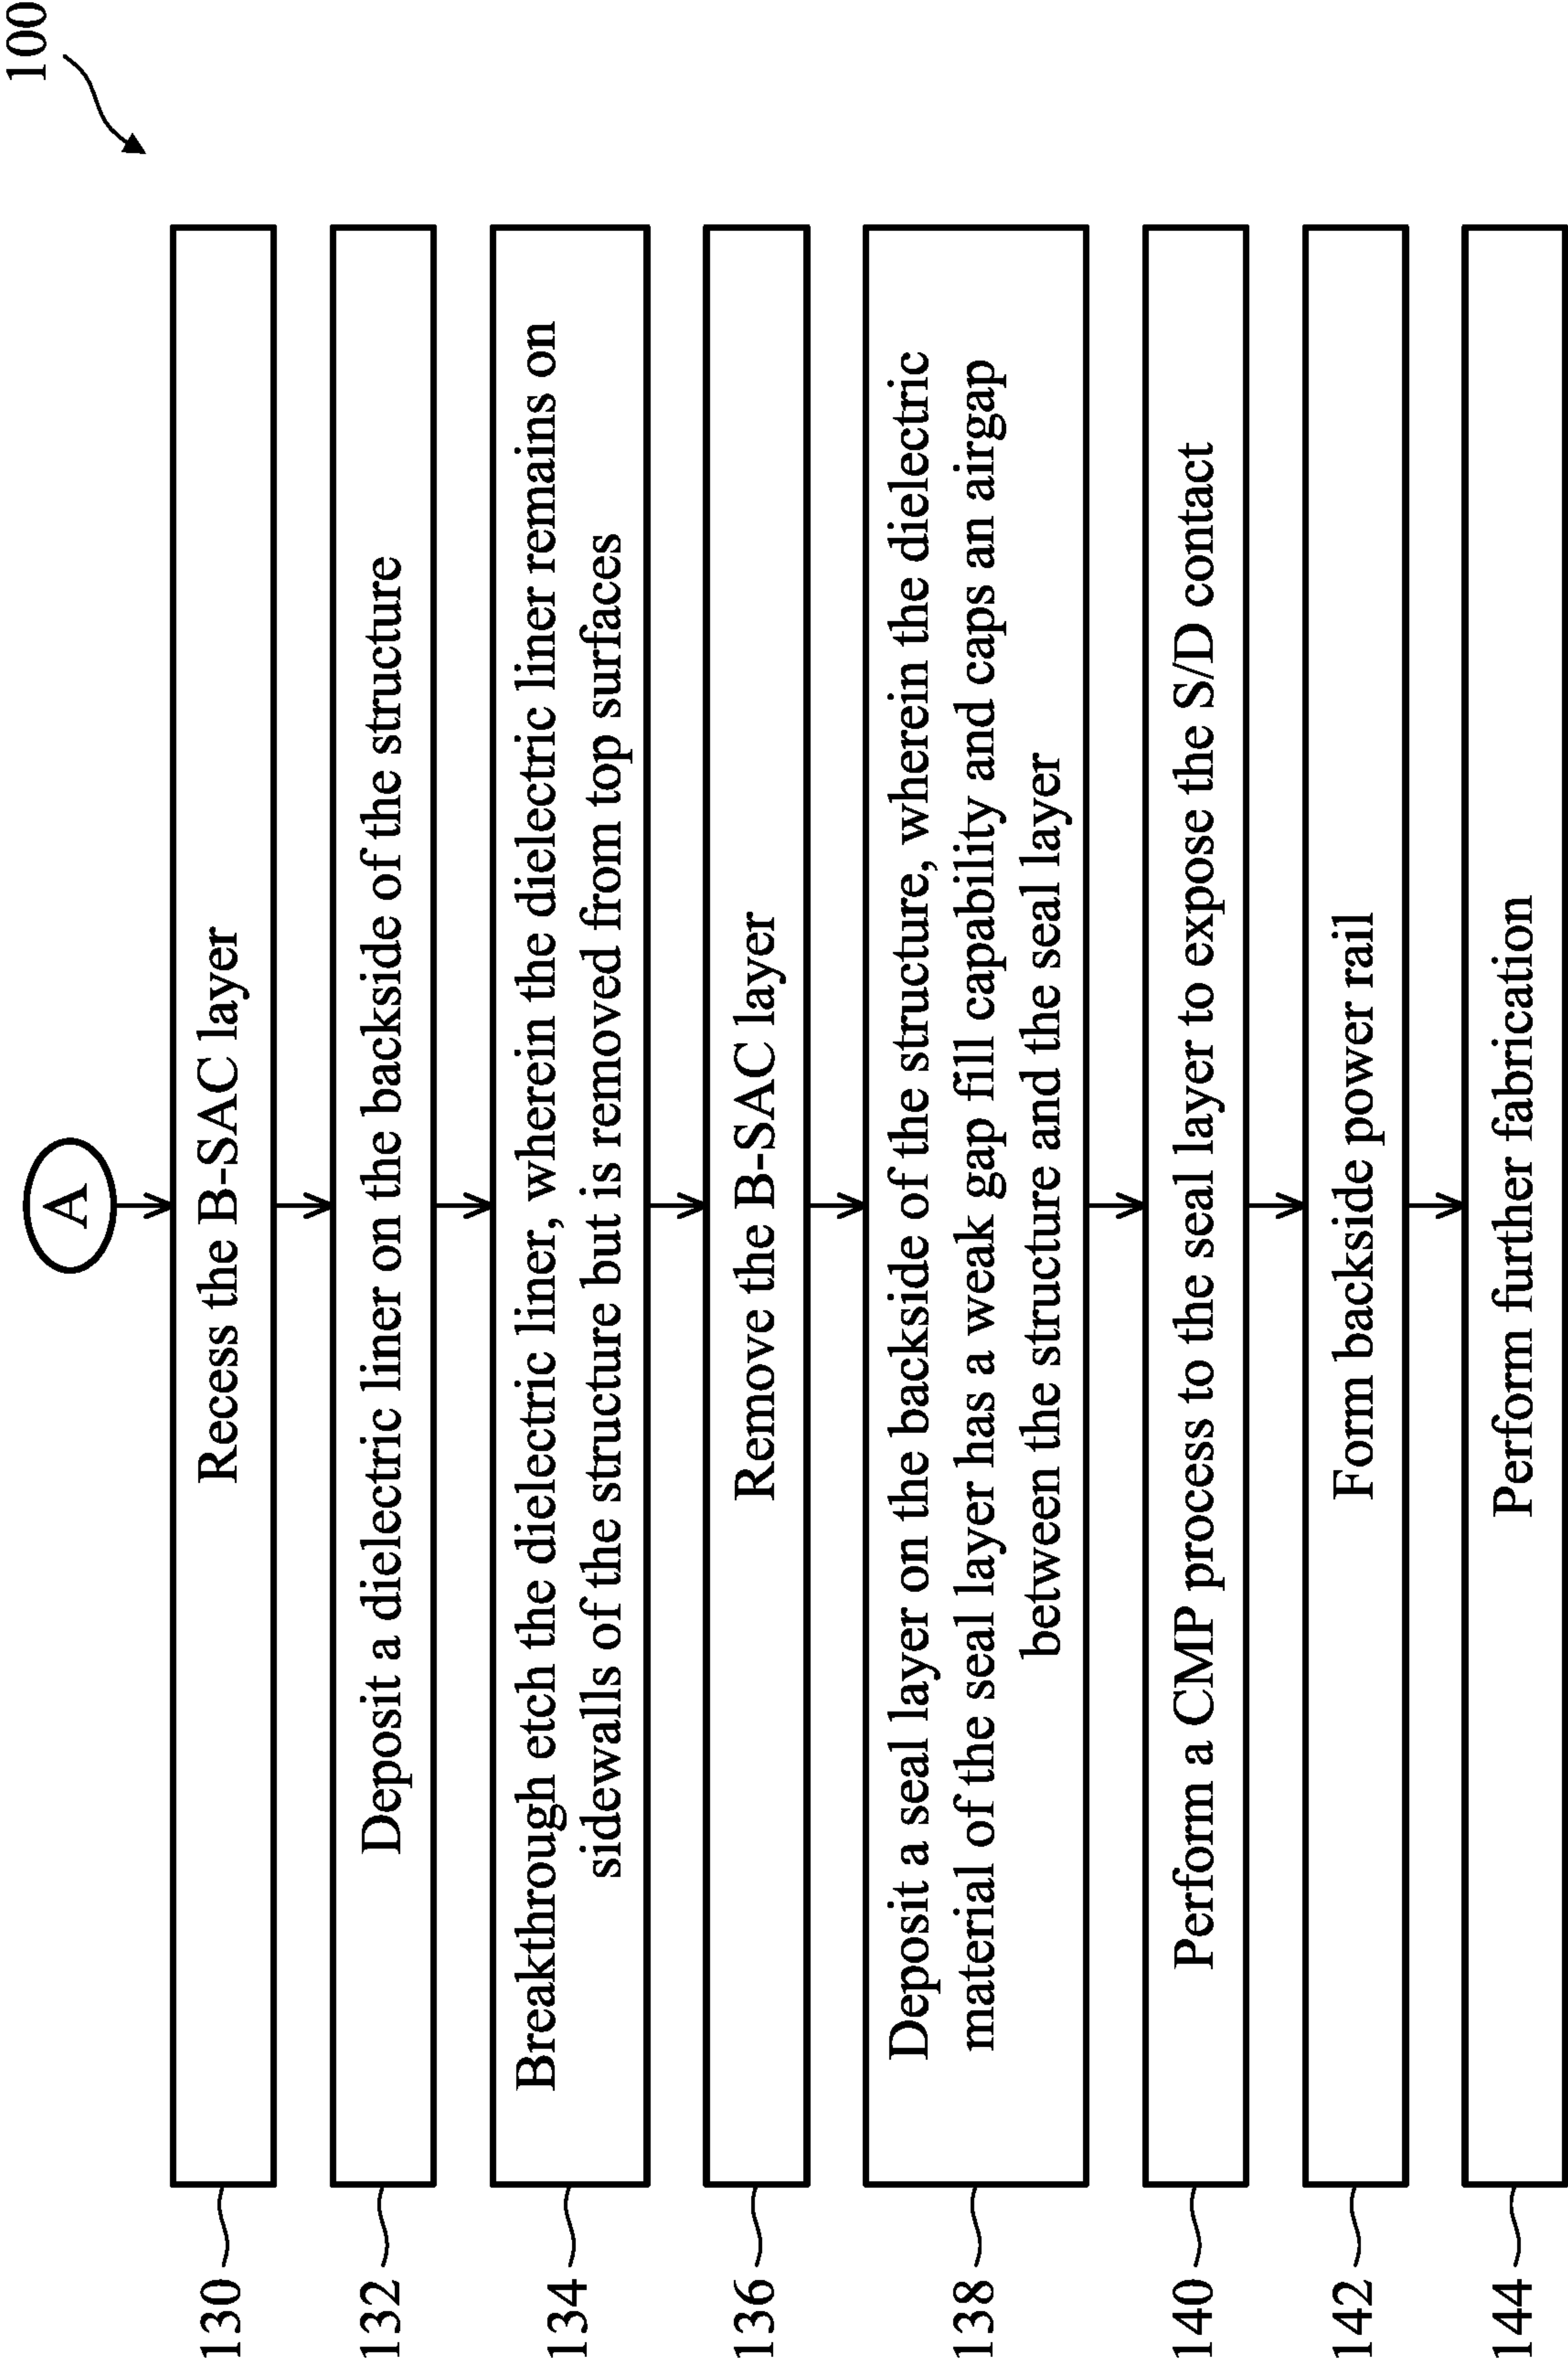 100
A
130
Recess the B-SAC layer
132
Deposit a dielectric liner on the backside of the structure
134
Breakthrough etch the dielectric liner, wherein the dielectric liner remains on
sidewalls of the structure but is removed from top surfaces
136
Remove the B-SAC layer
138
Deposit a seal layer on the backside of the structure, wherein the dielectric
material of the seal layer has a weak gap fill capability and caps an airgap
between the structure and the seal layer
140
Perform a CMP process to the seal layer to expose the S/D contact
142
Form backside power rail
144
Perform further fabrication